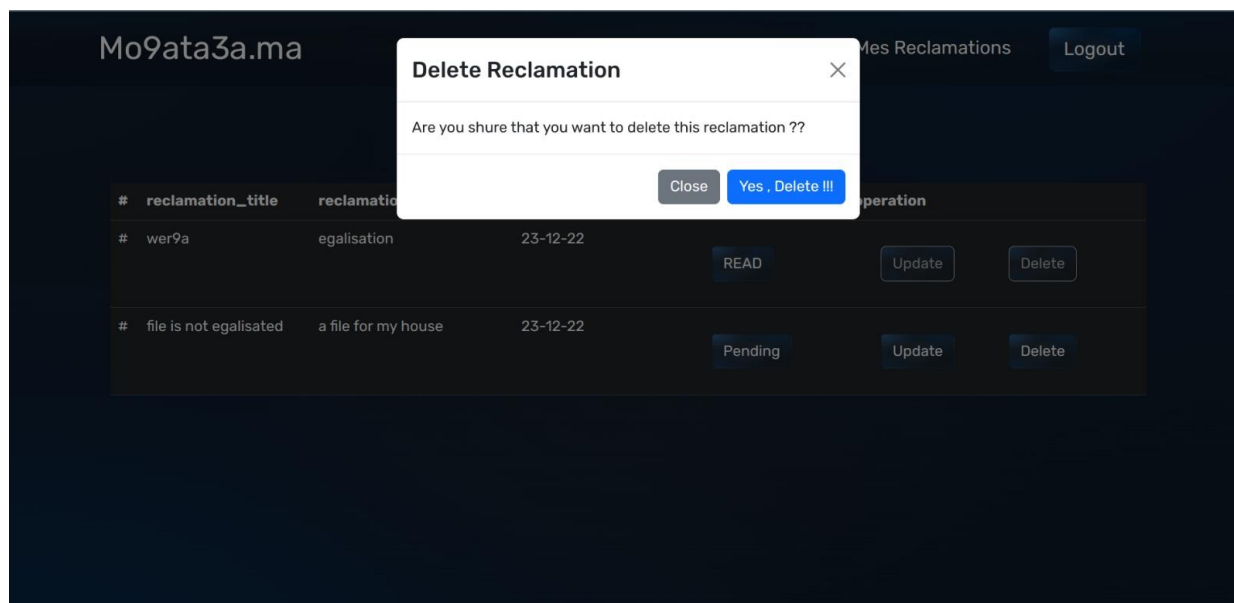 Mo9ata3a.ma Mes Reclamations Logout
Delete Reclamation
Are you shure that you want to delete this reclamation ??
Close Yes , Delete !!!
# reclamation_title
# wer9a egalisation 23-12-22 READ Update Delete
# file is not egalisated a file for my house 23-12-22 Pending Update Delete